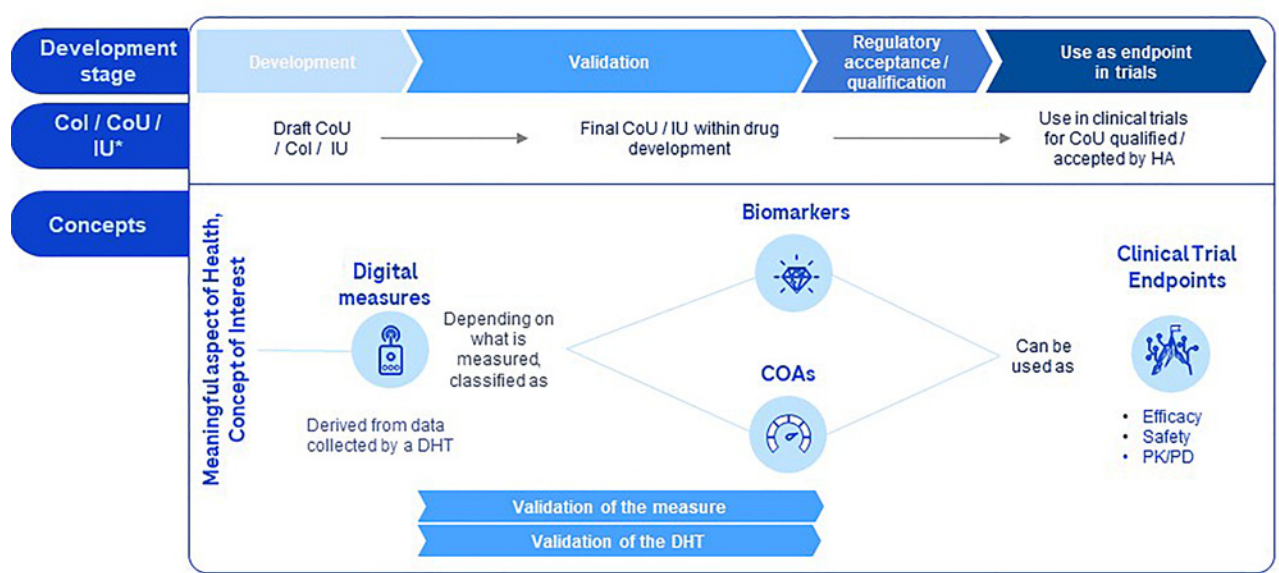 Development
stage
Development
Validation
Regulatory
acceptance /
qualification
Use as endpoint
in trials
CoI / CoU /
IU*
Draft CoU
/ CoI / IU
Final CoU / IU within drug
development
Use in clinical trials
for CoU qualified /
accepted by HA
Concepts
Meaningful aspect of Health,
Concept of Interest
Digital
measures
Derived from data
collected by a DHT
Depending on
what is
measured,
classified as
Biomarkers
COAs
Can be
used as
Clinical Trial
Endpoints
• Efficacy
• Safety
• PK/PD
Validation of the measure
Validation of the DHT